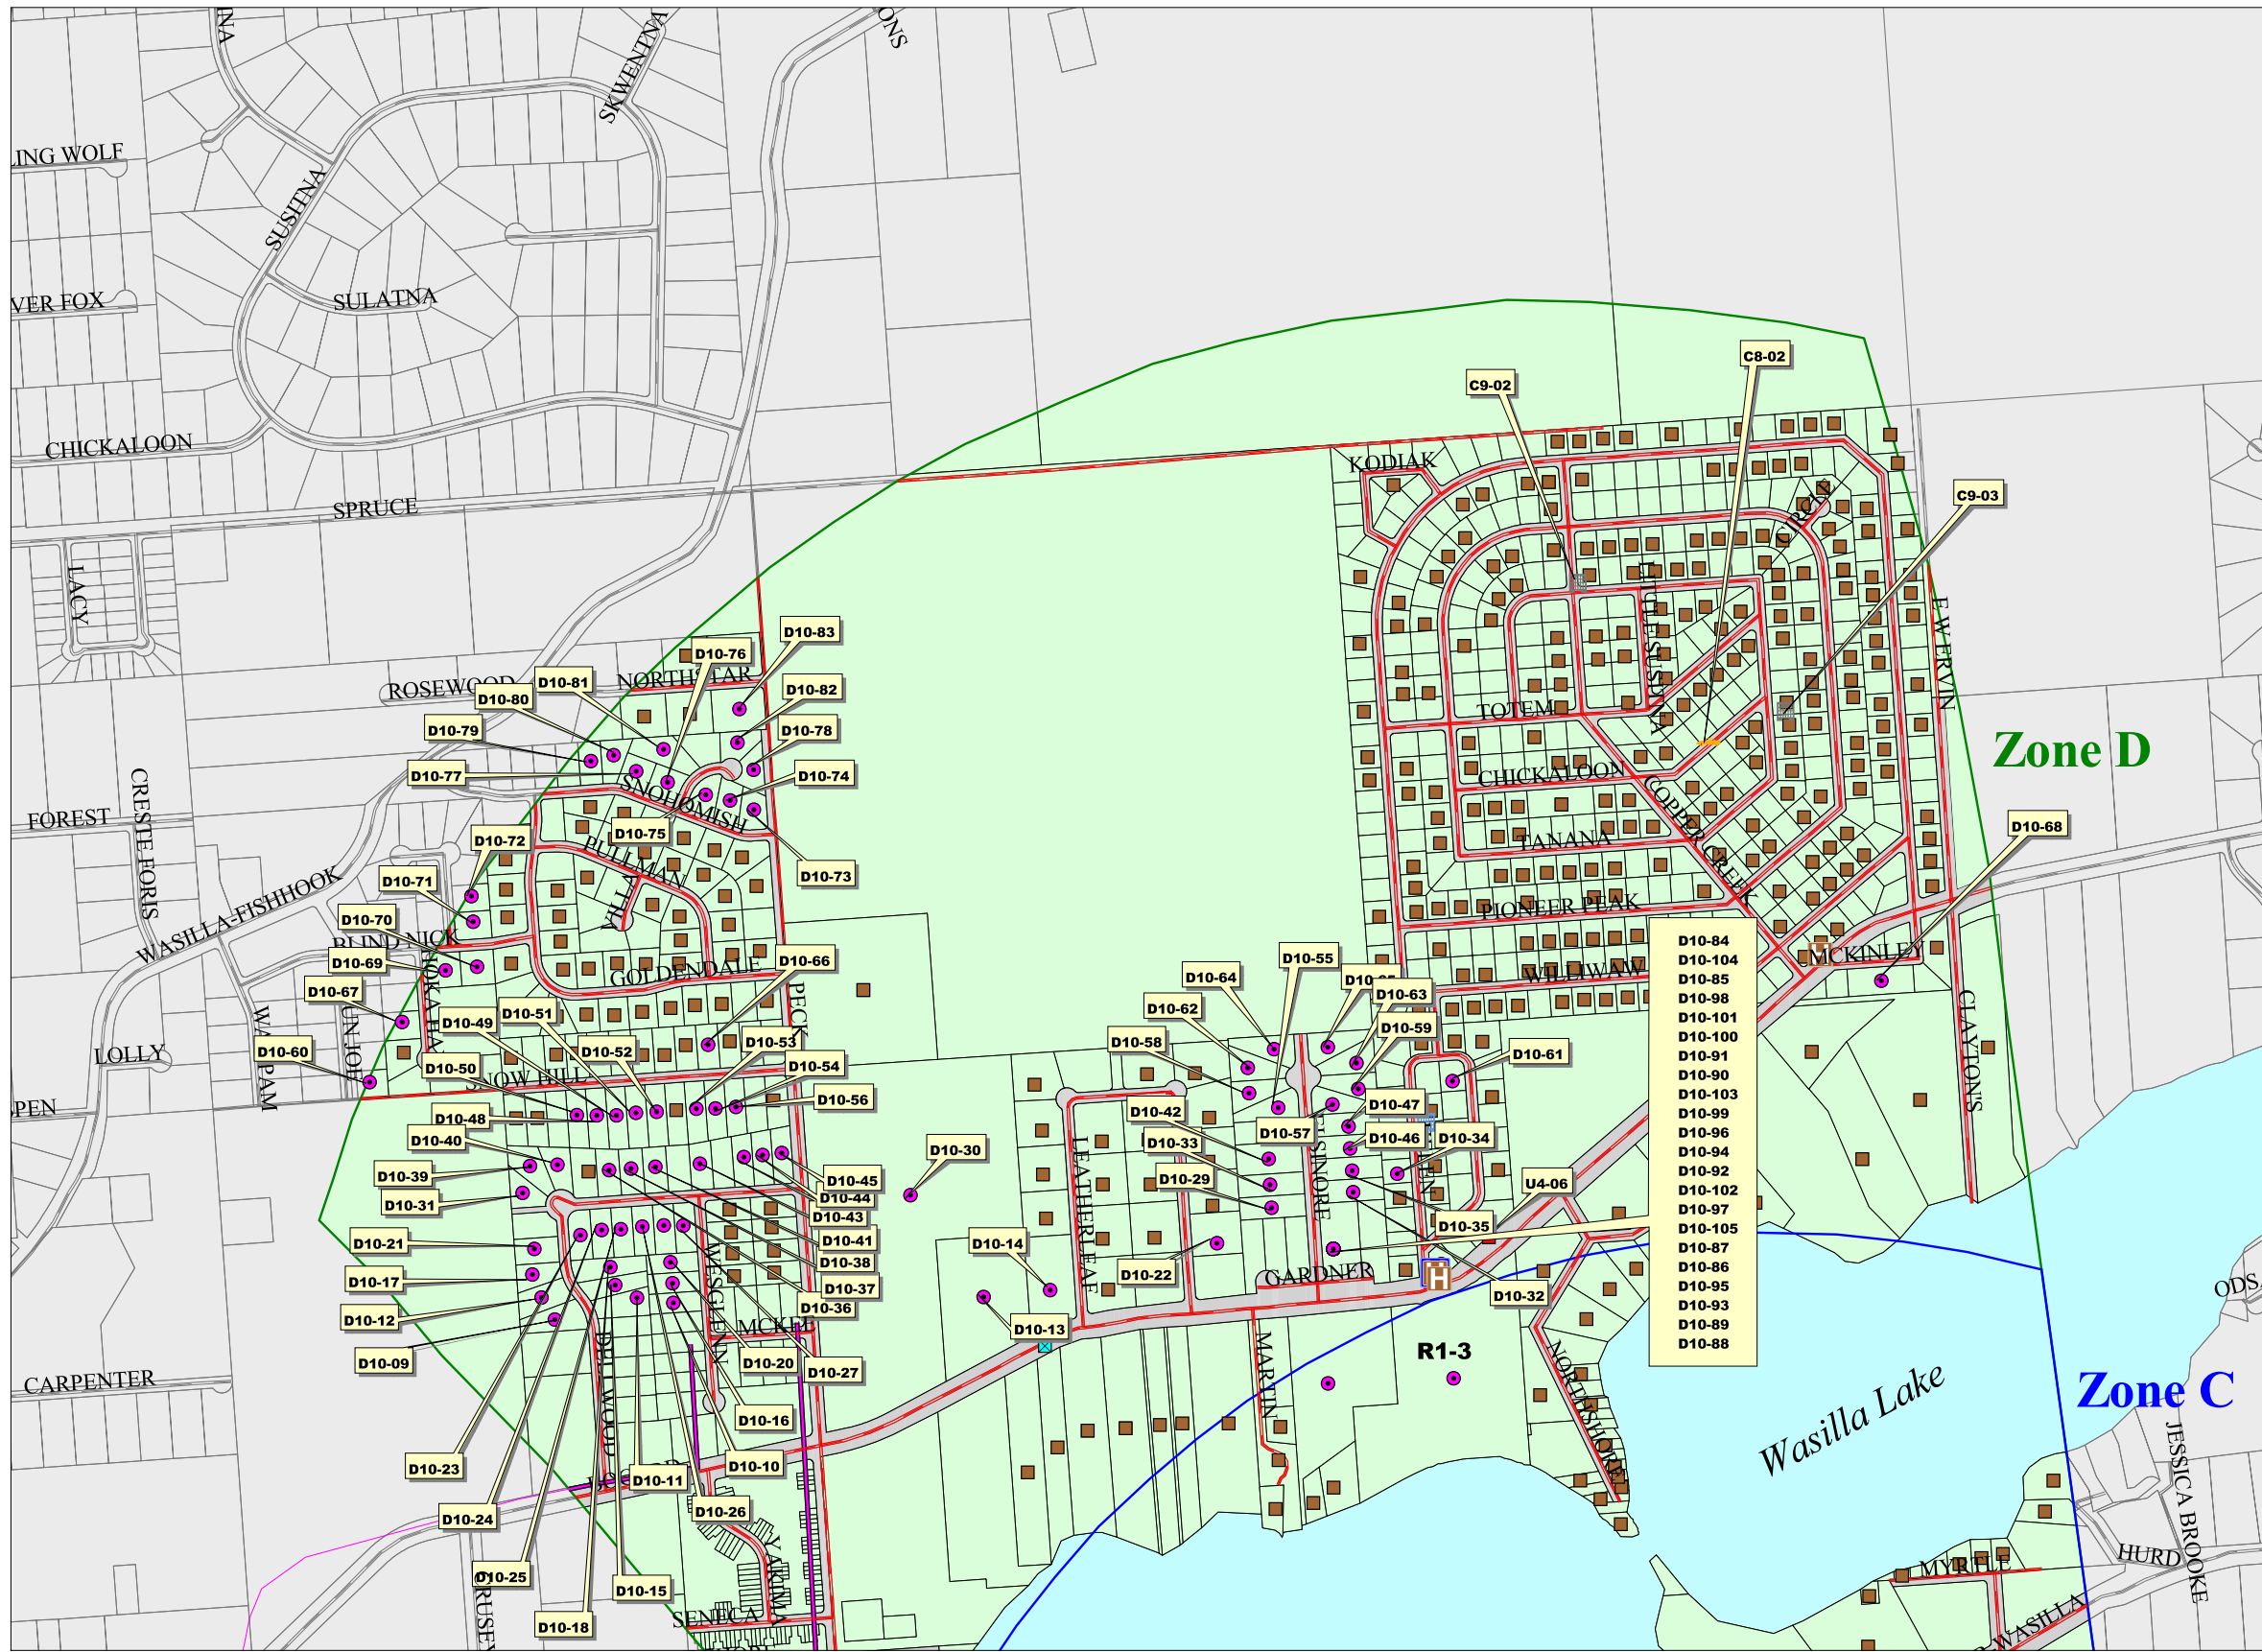 SKWENTNA
SUSITNA
SULATNA
CHICKALOON
SPRUCE
LACY
C8-02
C9-02
KODIAK
C9-03
CIRCLE
D10-83
D10-76
NORTHSTAR
D10-81
ROSEWOOD
D10-80
D10-82
D10-79
D10-78
D10-77
D10-74
SNOHOMISH
D10-75
D10-72
PULLMAN
D10-73
D10-71
FOREST
CRESTE FORIS
WASILLA-FISHHOOK
D10-70
BLIND NICK
D10-69
GOLDENDALE
D10-66
D10-67
PECK
LITTLE SUSITNA
TOTEM
CHICKALOON
COPPER CREEK
TANANA
PIONEER PEAK
WILLIWAW
MCKINLEY
Zone D
D10-68
CLAYTON'S
D10-51
D10-49
D10-52
D10-53
D10-60
LOLLY
D10-50
D10-54
SNOW HILL
D10-56
D10-48
D10-40
D10-39
D10-31
D10-30
D10-45
D10-44
D10-43
D10-41
D10-38
D10-37
D10-36
D10-21
D10-17
D10-12
D10-09
WESGLENN
DELLWOOD
D10-20
D10-27
D10-16
D10-10
D10-11
D10-26
D10-23
D10-24
D10-25
D10-15
D10-18
CARPENTER
YAKIMA
SENECA
D10-55
D10-64
D10-63
D10-62
D10-59
D10-58
D10-61
D10-42
D10-47
D10-57
D10-46
D10-34
D10-33
D10-29
LEATHERLEAF
D10-35
U4-06
D10-14
D10-22
GARDNER
H
D10-32
D10-13
MARTIN
R1-3
NORTHSHORE
D10-84
D10-104
D10-85
D10-98
D10-101
D10-100
D10-91
D10-90
D10-103
D10-99
D10-96
D10-94
D10-92
D10-102
D10-97
D10-105
D10-87
D10-86
D10-95
D10-93
D10-89
D10-88
Wasilla Lake
Zone C
JESSICA BROOKE
HURD
MYRTLE